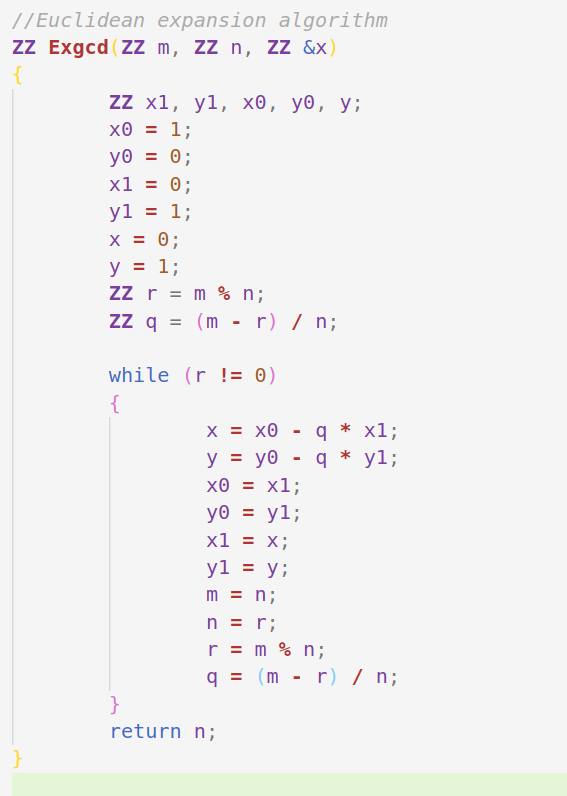 //Euclidean expansion algorithm
ZZ Exgcd(ZZ m, ZZ n, ZZ &x)
{
        ZZ x1, y1, x0, y0, y;
        x0 = 1;
        y0 = 0;
        x1 = 0;
        y1 = 1;
        x = 0;
        y = 1;
        ZZ r = m % n;
        ZZ q = (m - r) / n;

        while (r != 0)
        {
                x = x0 - q * x1;
                y = y0 - q * y1;
                x0 = x1;
                y0 = y1;
                x1 = x;
                y1 = y;
                m = n;
                n = r;
                r = m % n;
                q = (m - r) / n;
        }
        return n;
}